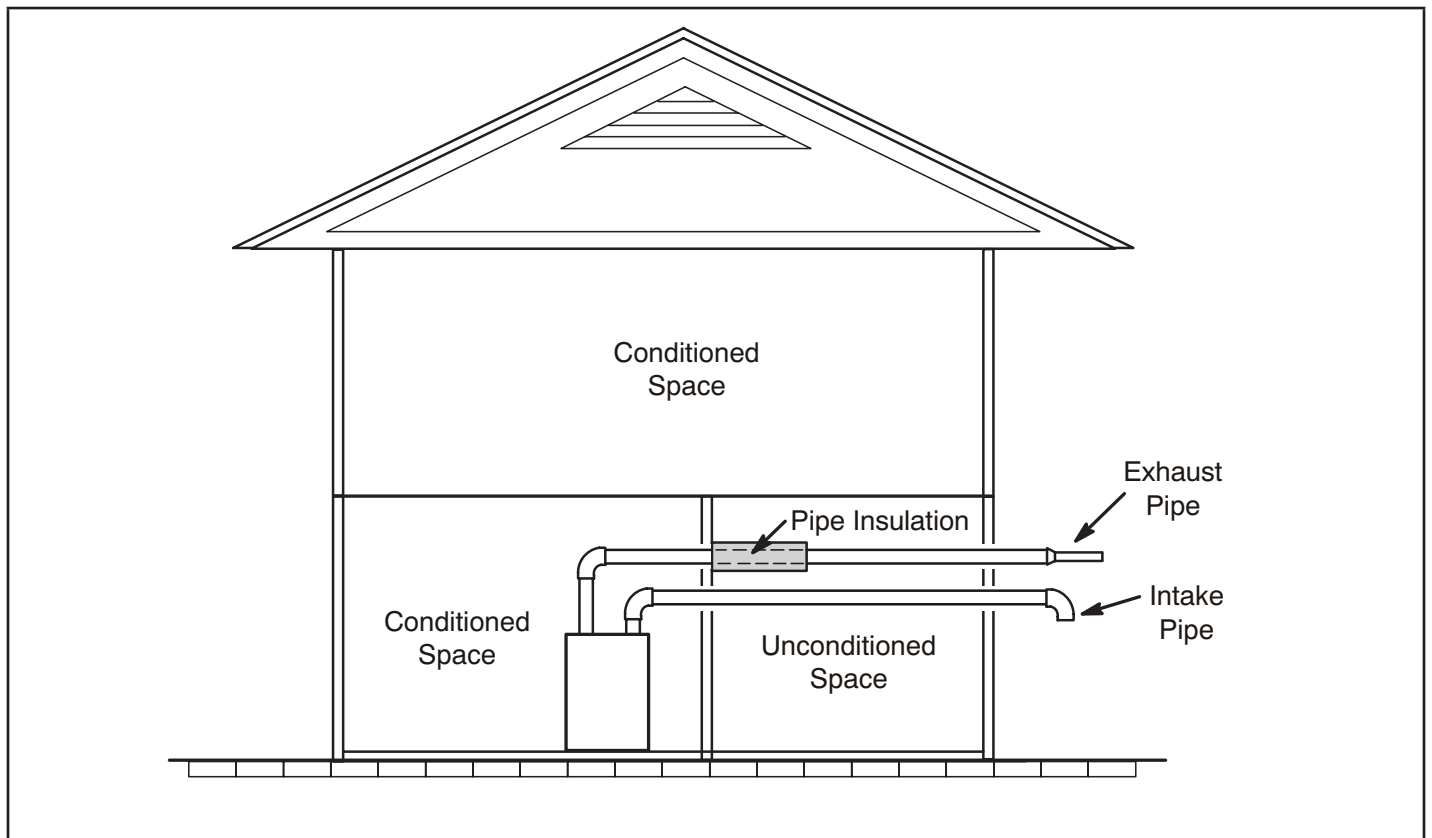 Conditioned
Space
Exhaust
Pipe
Pipe Insulation
Intake
Pipe
Conditioned
Space
Unconditioned
Space